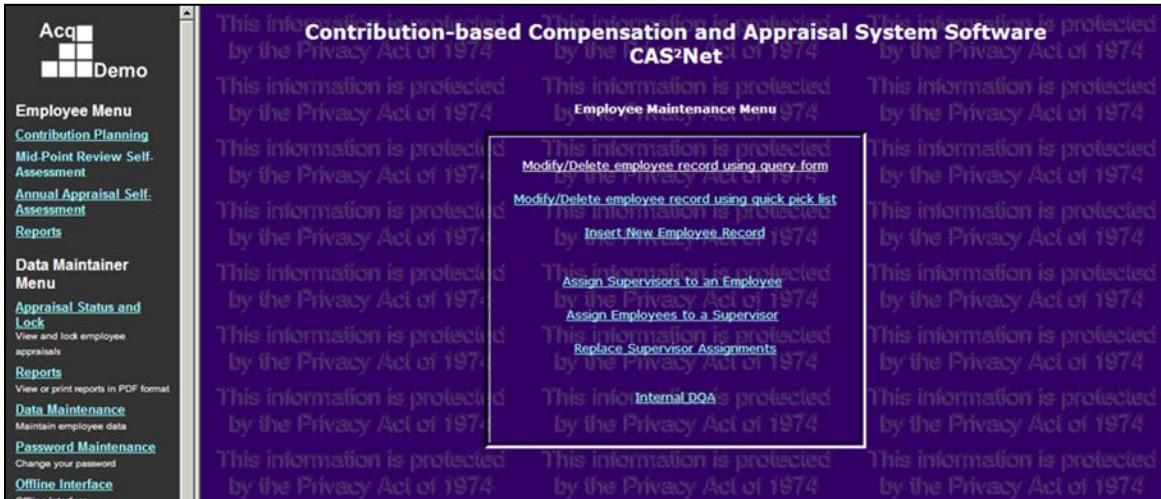 Acq
Demo
Employee Menu
Contribution Planning
Mid-Point Review Self-
Assessment
Annual Appraisal Self-
Assessment
Reports
Data Maintainer
Menu
Appraisal Status and
Lock
View and lock employee
appraisals
Reports
View or print reports in PDF format
Data Maintenance
Maintain employee data
Password Maintenance
Change your password
Offline Interface
Contribution-based Compensation and Appraisal System Software
CAS²Net
Employee Maintenance Menu
Modify/Delete employee record using query form
Modify/Delete employee record using quick pick list
Insert New Employee Record
Assign Supervisors to an Employee
Assign Employees to a Supervisor
Replace Supervisor Assignments
Internal DQA
This information is protected
by the Privacy Act of 1974